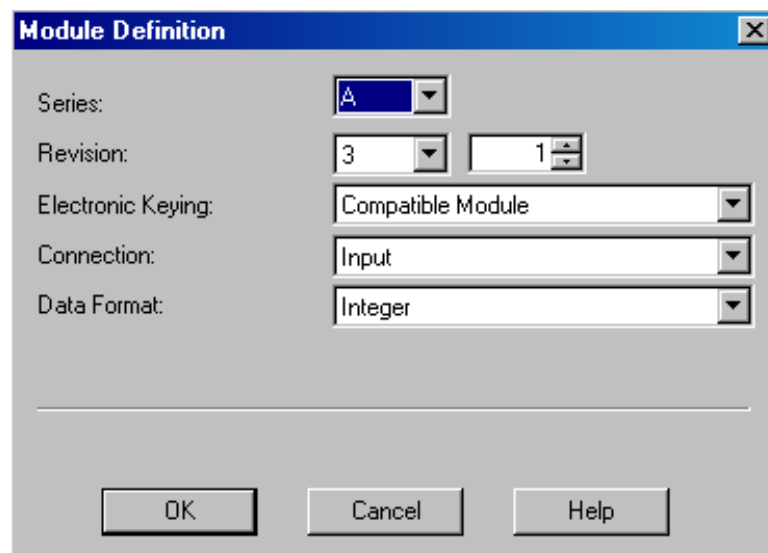 Module Definition
Series: A
Revision: 3 1
Electronic Keying: Compatible Module
Connection: Input
Data Format: Integer
OK Cancel Help